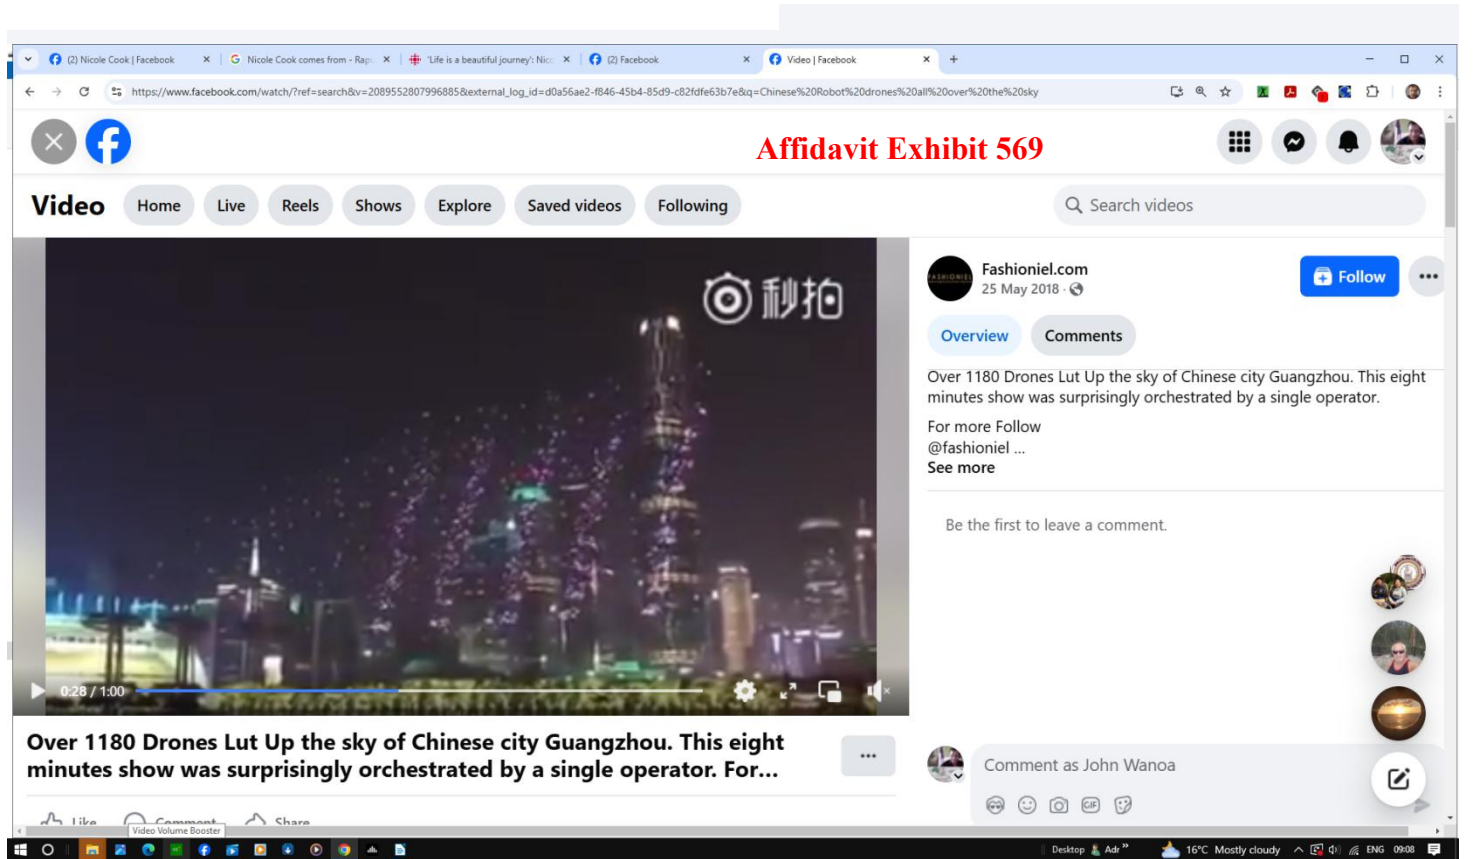 (2) Nicole Cook | Facebook
Nicole Cook comes from - Rap
'Life is a beautiful journey': Nic
(2) Facebook
Video | Facebook
https://www.facebook.com/watch/?ref=search&v=2089552807996885&external_log_id=d0a56ae2-f846-45b4-85d9-c82fdfe63b7e&q=Chinese%20Robot%20drones%20all%20over%20the%20sky
Affidavit Exhibit 569
Video
Home
Live
Reels
Shows
Explore
Saved videos
Following
Search videos
秒拍
FASHIONIEL
Fashioniel.com
25 May 2018
Follow
Overview
Comments
Over 1180 Drones Lut Up the sky of Chinese city Guangzhou. This eight
minutes show was surprisingly orchestrated by a single operator.
For more Follow
@fashioniel ...
See more
Be the first to leave a comment.
0:28 / 1:00
Over 1180 Drones Lut Up the sky of Chinese city Guangzhou. This eight
minutes show was surprisingly orchestrated by a single operator. For...
Comment as John Wanoa
GIF
Like
Comment
Share
Video Volume Booster
Desktop
Adr
16°C Mostly cloudy
ENG
09:08